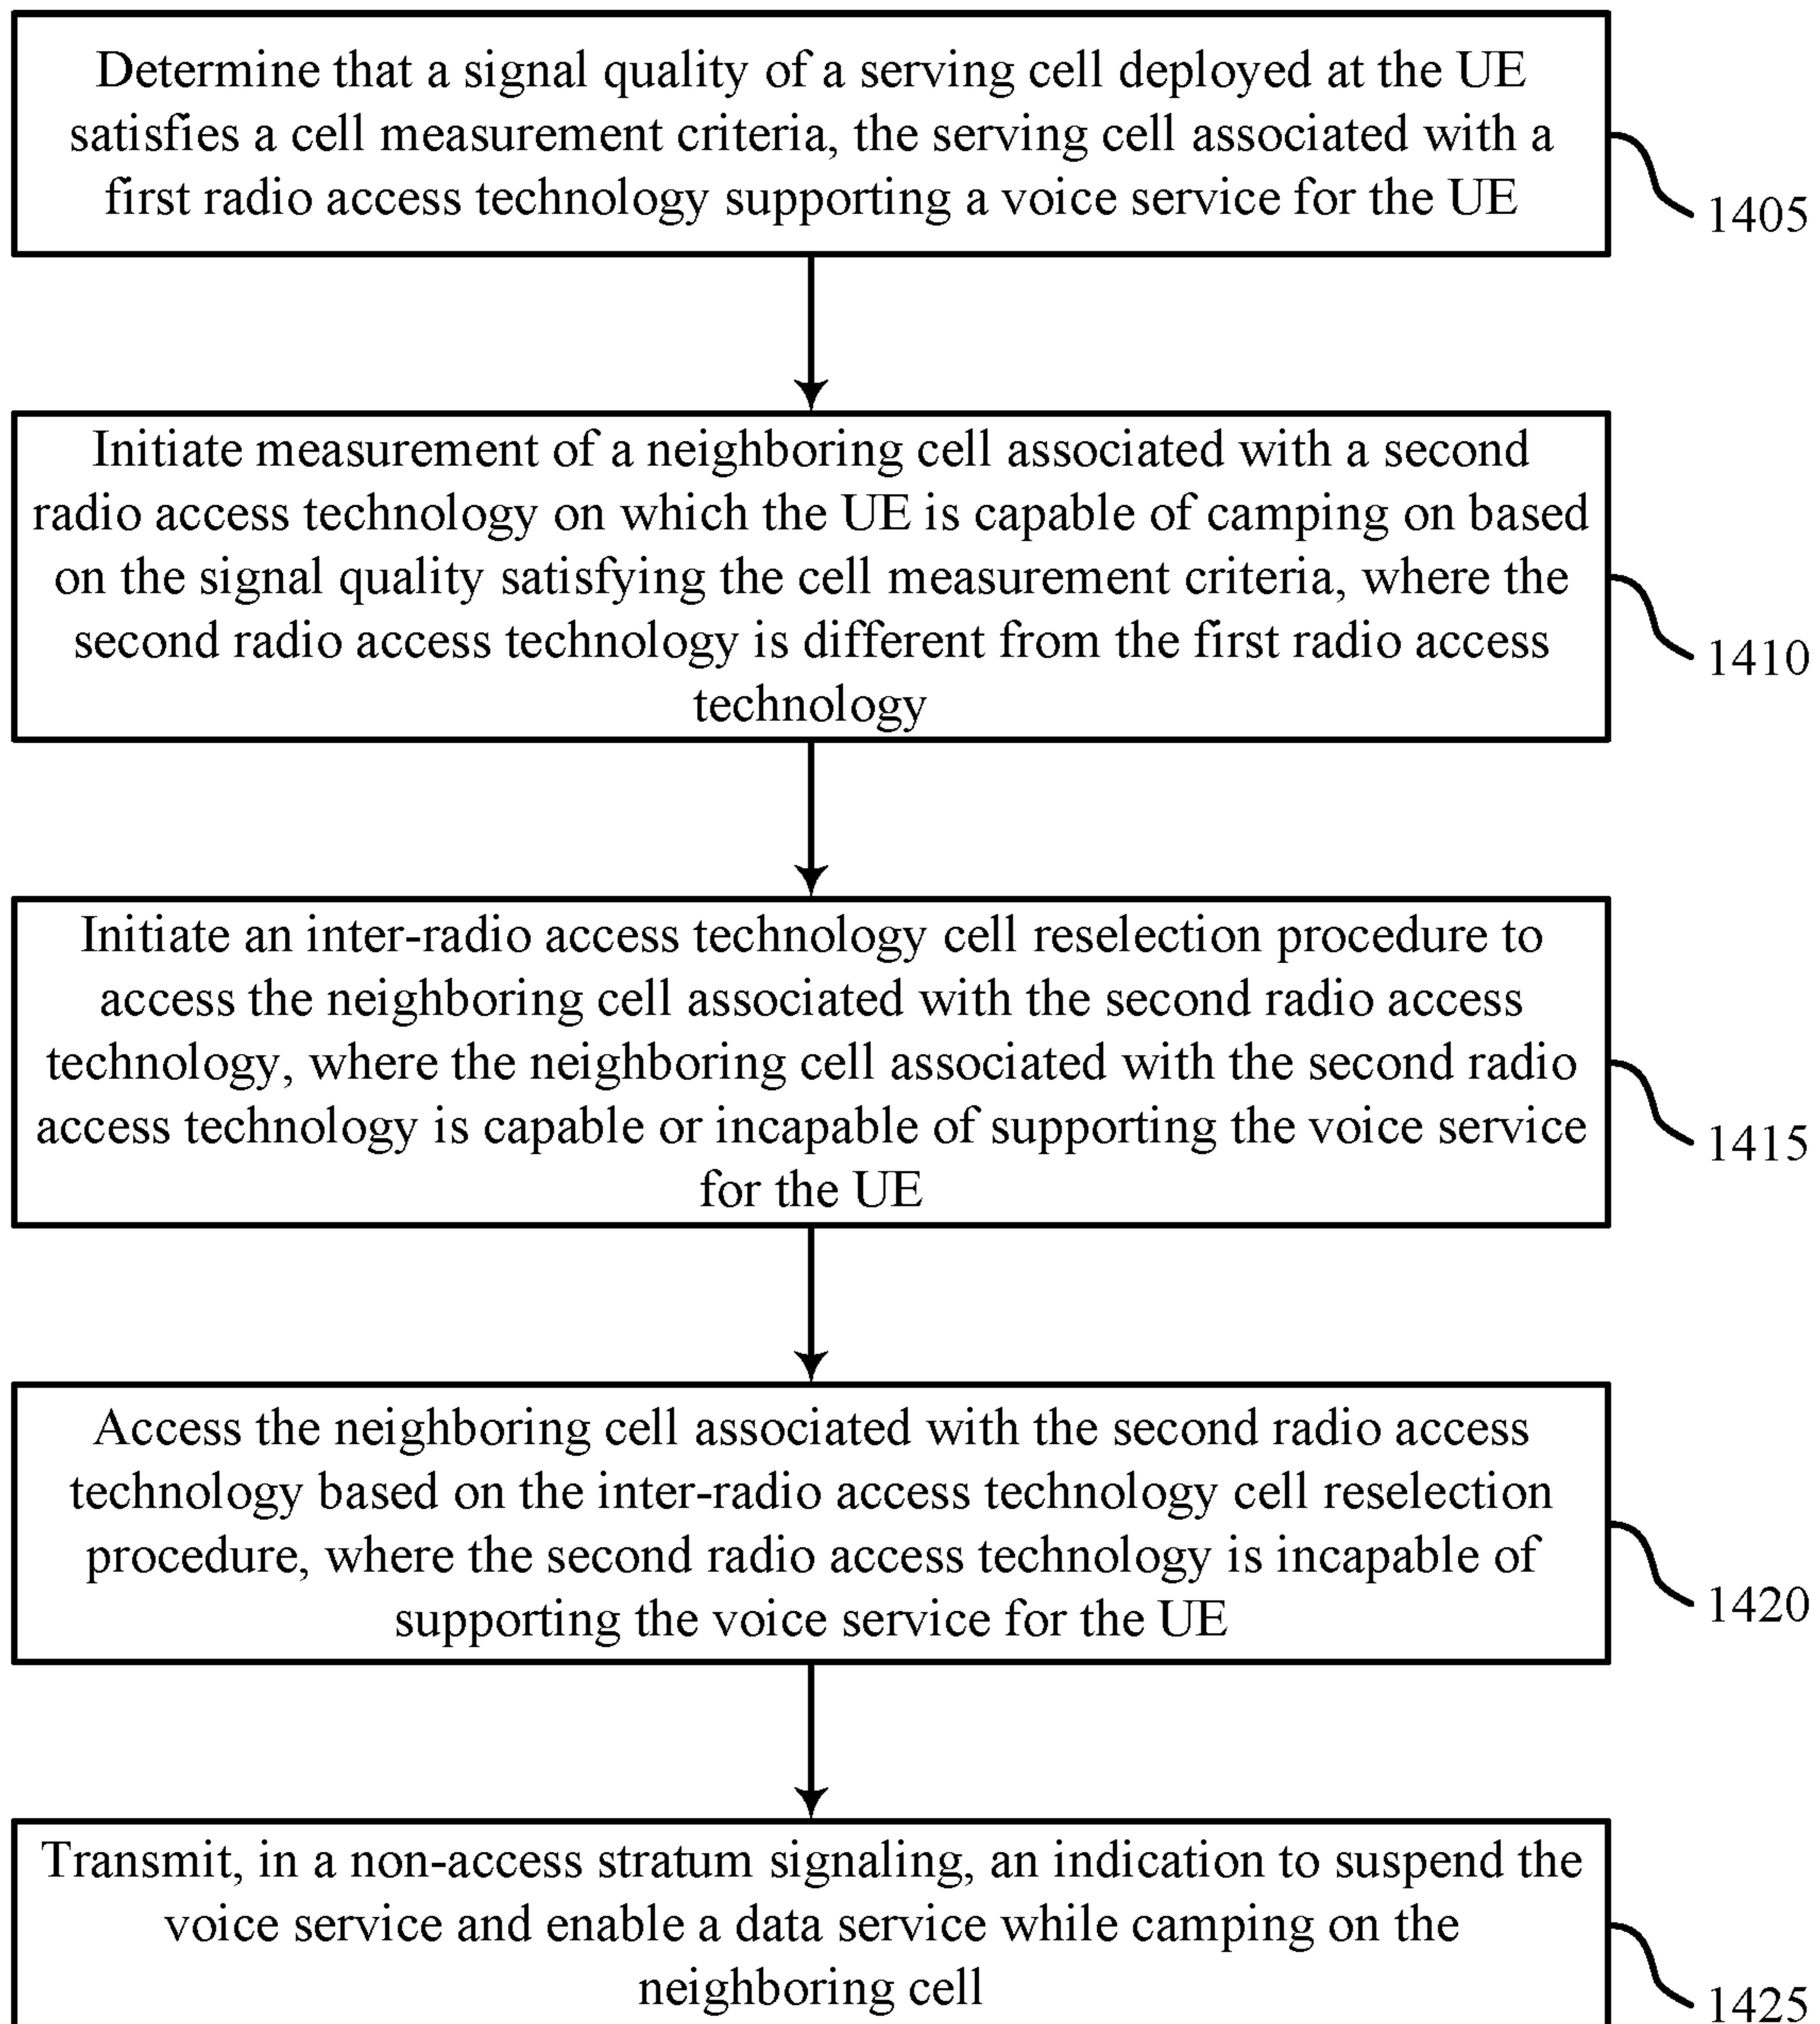 Determine that a signal quality of a serving cell deployed at the UE
satisfies a cell measurement criteria, the serving cell associated with a
first radio access technology supporting a voice service for the UE
1405
Initiate measurement of a neighboring cell associated with a second
radio access technology on which the UE is capable of camping on based
on the signal quality satisfying the cell measurement criteria, where the
second radio access technology is different from the first radio access
technology
1410
Initiate an inter-radio access technology cell reselection procedure to
access the neighboring cell associated with the second radio access
technology, where the neighboring cell associated with the second radio
access technology is capable or incapable of supporting the voice service
for the UE
1415
Access the neighboring cell associated with the second radio access
technology based on the inter-radio access technology cell reselection
procedure, where the second radio access technology is incapable of
supporting the voice service for the UE
1420
Transmit, in a non-access stratum signaling, an indication to suspend the
voice service and enable a data service while camping on the
neighboring cell
1425